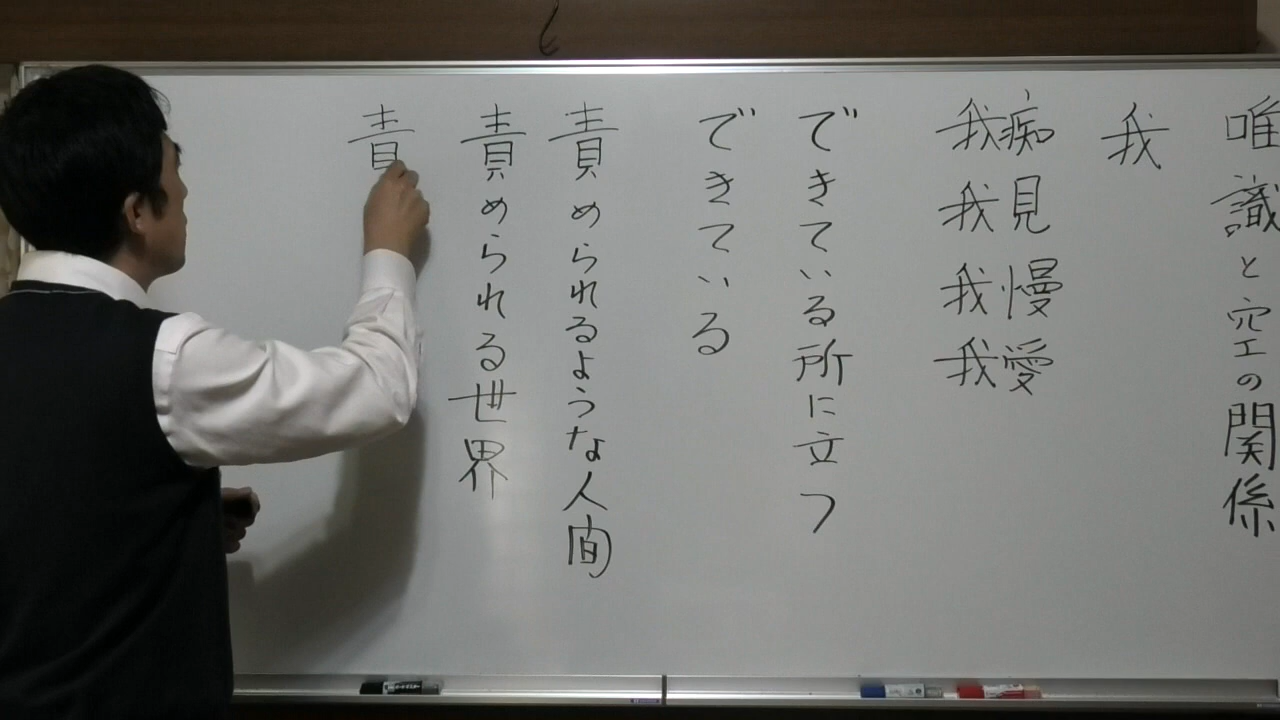 唯識と空の関係
我
我痴
我見
我慢
我愛
できている所に立つ
できている
責められるような人間
責められる世界
責